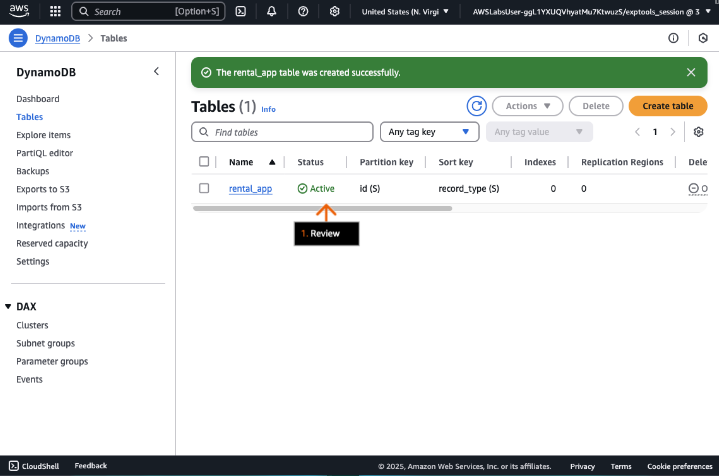 aws
Search [Option+S]
United States (N. Virgi
AWSLabsUser-ggL1YXUQVhyatMu7KtwuzS/exptools_session @ 3
DynamoDB
Tables
DynamoDB
Dashboard
Tables
Explore items
PartiQL editor
Backups
Exports to S3
Imports from S3
Integrations New
Reserved capacity
Settings
DAX
Clusters
Subnet groups
Parameter groups
Events
The rental_app table was created successfully.
Tables (1) Info
Actions
Delete
Create table
Find tables
Any tag key
Any tag value
1
Name Status Partition key Sort key Indexes Replication Regions Dele
rental_app Active id (S) record_type (S) 0 0 O
1. Review
CloudShell Feedback © 2025, Amazon Web Services, Inc. or its affiliates. Privacy Terms Cookie preferences